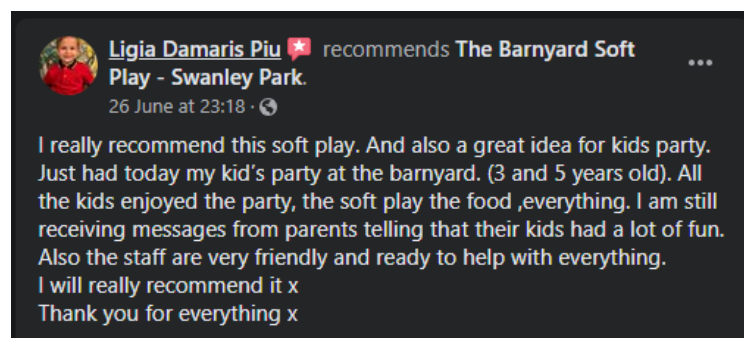 Ligia Damaris Piu recommends The Barnyard Soft
Play - Swanley Park.
26 June at 23:18 ·
I really recommend this soft play. And also a great idea for kids party.
Just had today my kid's party at the barnyard. (3 and 5 years old). All
the kids enjoyed the party, the soft play the food ,everything. I am still
receiving messages from parents telling that their kids had a lot of fun.
Also the staff are very friendly and ready to help with everything.
I will really recommend it x
Thank you for everything x